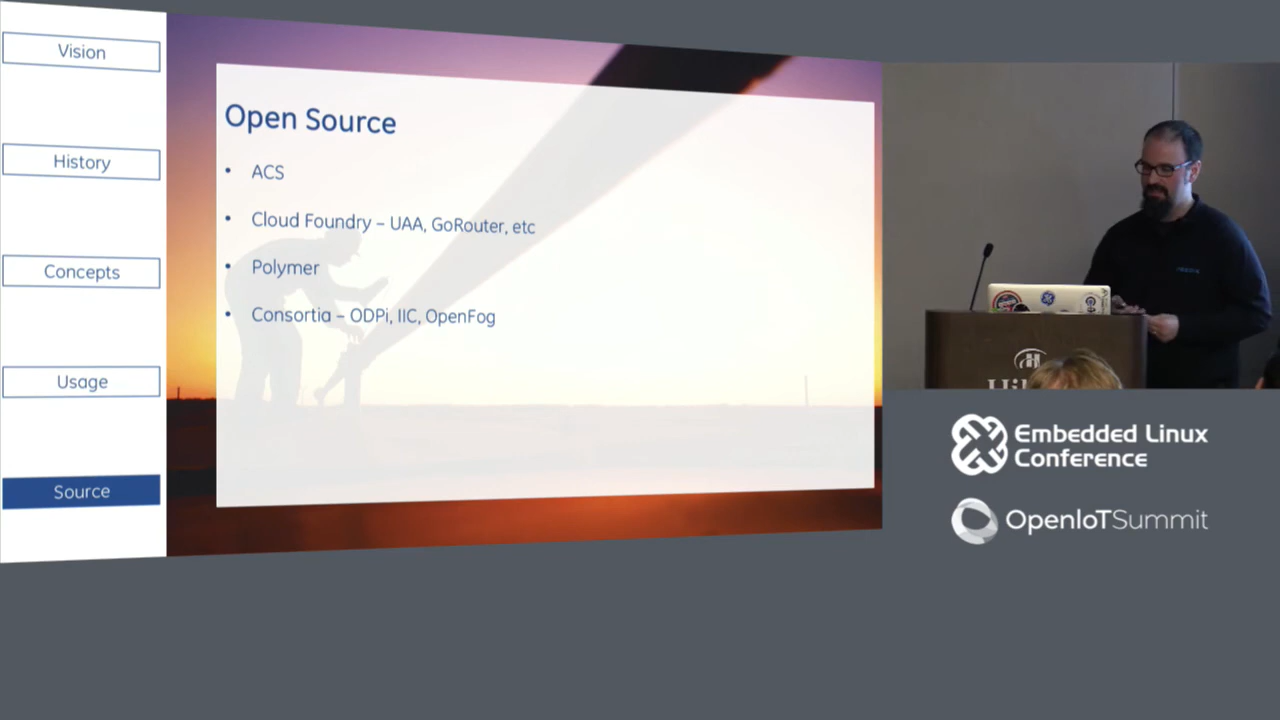 Vision
History
Concepts
Usage
Source
Open Source
• ACS
• Cloud Foundry – UAA, GoRouter, etc
• Polymer
• Consortia – ODPi, IIC, OpenFog
Embedded Linux
Conference
OpenIoTSummit